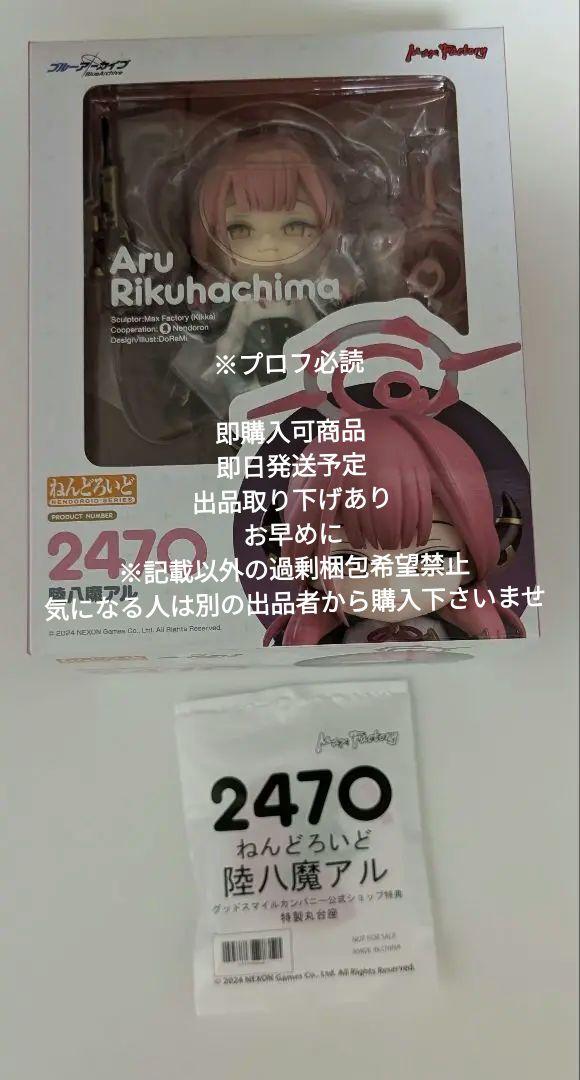 ブルーアーカイブ
BlueArchive
Max Factory
Aru
Rikuhachima
Sculptor:Max Factory (Kikka)
Cooperation: Nendoron
Design/Illust:DoReMi
※プロフ必読
即購入可商品
即日発送予定
出品取り下げあり
お早めに
※記載以外の過剰梱包希望禁止
気になる人は別の出品者から購入下さいませ
ねんどろいど
NENDOROID SERIES
PRODUCT NUMBER
2470
陸八魔アル
© 2024 NEXON Games Co., Ltd. All Rights Reserved.
Max Factory
2470
ねんどろいど
陸八魔アル
グッドスマイルカンパニー公式ショップ特典
特製丸台座
NOT FOR SALE
MADE IN CHINA
© 2024 NEXON Games Co., Ltd. All Rights Reserved.